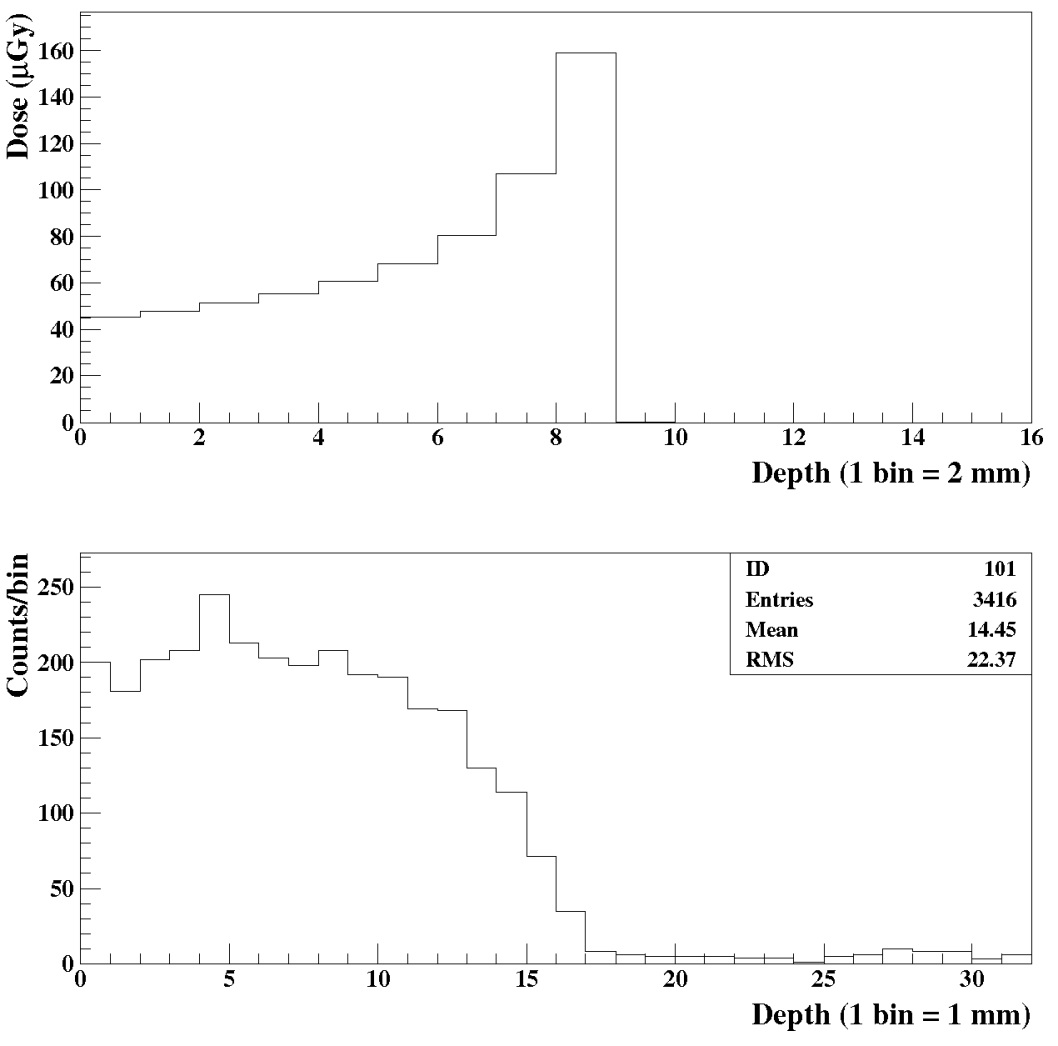 Dose (μGy)
160
140
120
100
80
60
40
20
0
0 2 4 6 8 10 12 14 16
Depth (1 bin = 2 mm)
Counts/bin
250
200
150
100
50
0
ID 101
Entries 3416
Mean 14.45
RMS 22.37
0 5 10 15 20 25 30
Depth (1 bin = 1 mm)